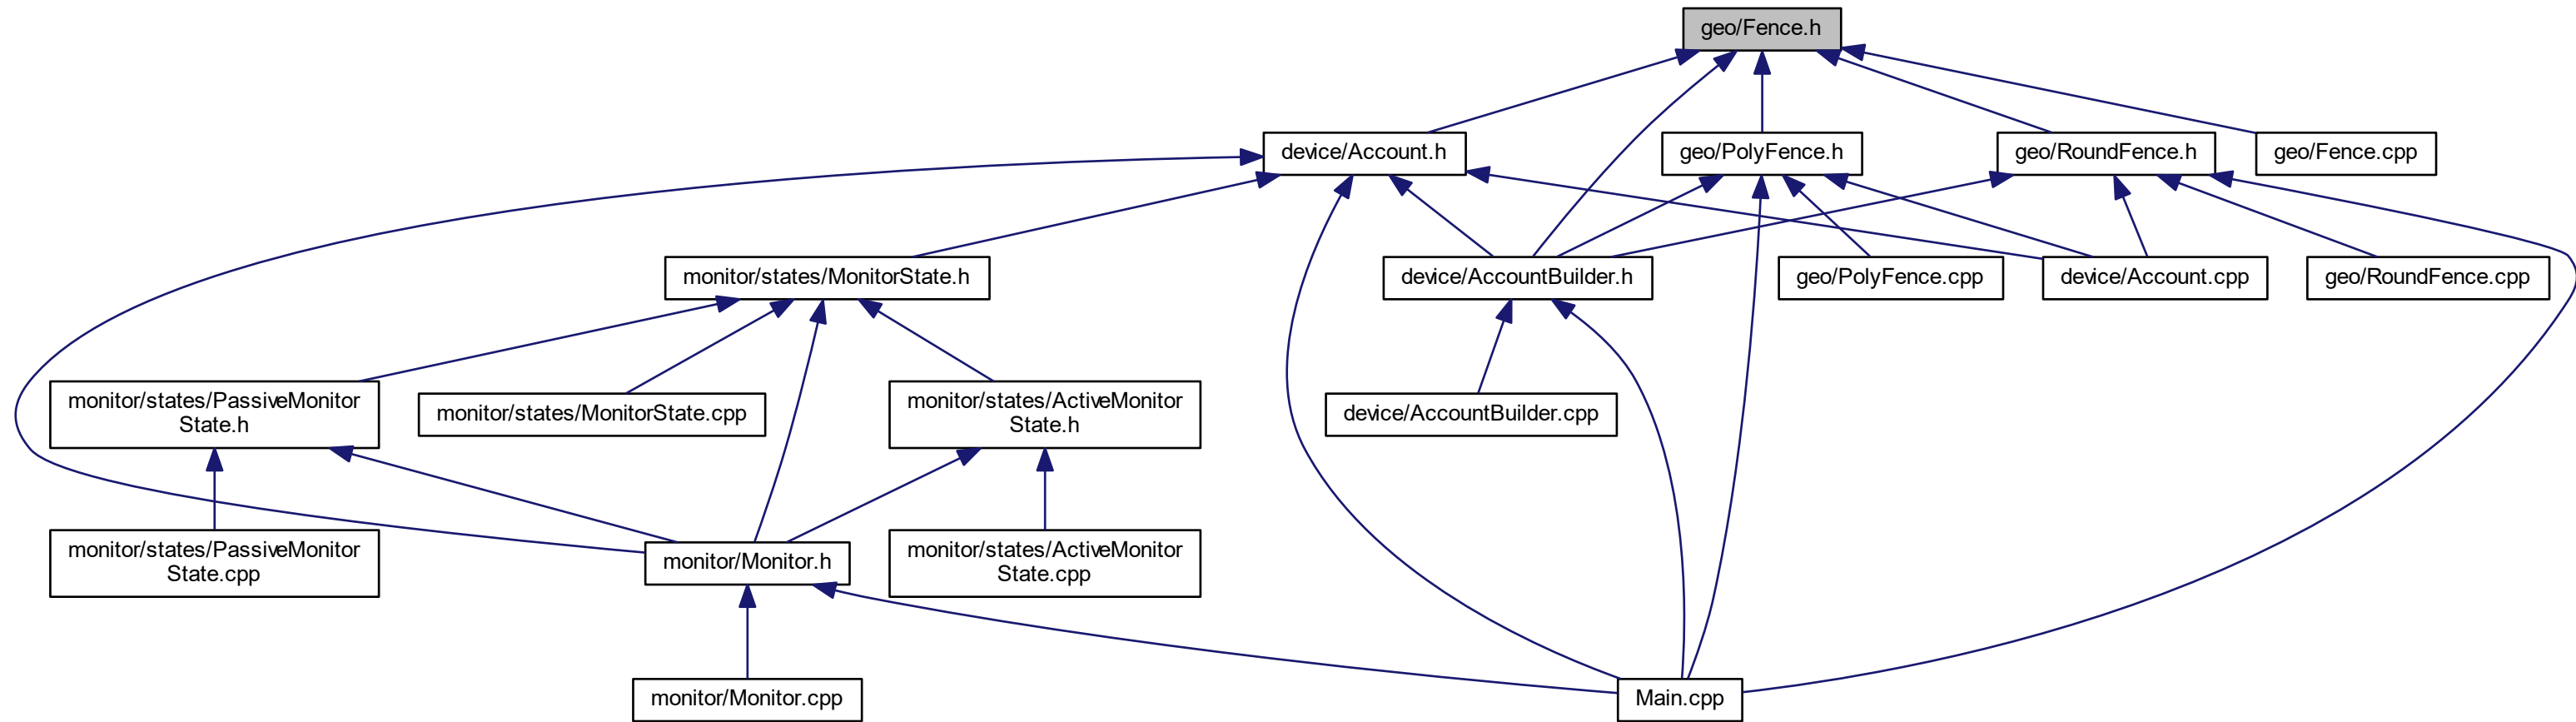 geo/Fence.h
device/Account.h
geo/PolyFence.h
geo/RoundFence.h
geo/Fence.cpp
monitor/states/MonitorState.h
device/AccountBuilder.h
geo/PolyFence.cpp
device/Account.cpp
geo/RoundFence.cpp
monitor/states/PassiveMonitor
State.h
monitor/states/MonitorState.cpp
monitor/states/ActiveMonitor
State.h
device/AccountBuilder.cpp
monitor/states/PassiveMonitor
State.cpp
monitor/Monitor.h
monitor/states/ActiveMonitor
State.cpp
monitor/Monitor.cpp
Main.cpp